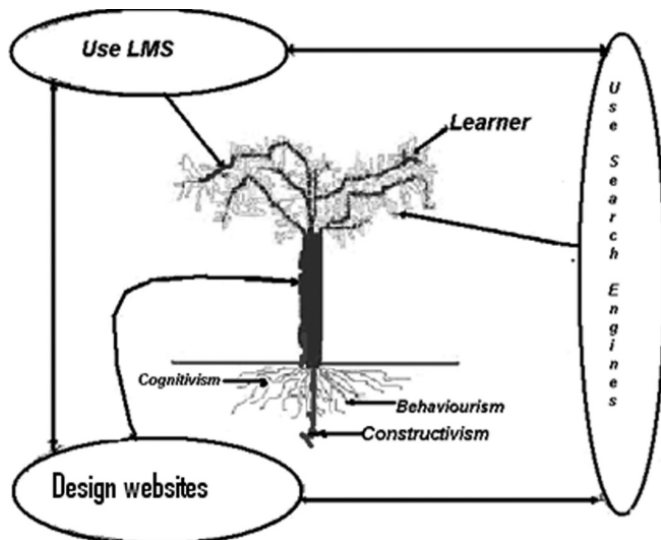 Use LMS
Learner
Use Search Engines
Cognitivism
Behaviourism
Constructivism
Design websites